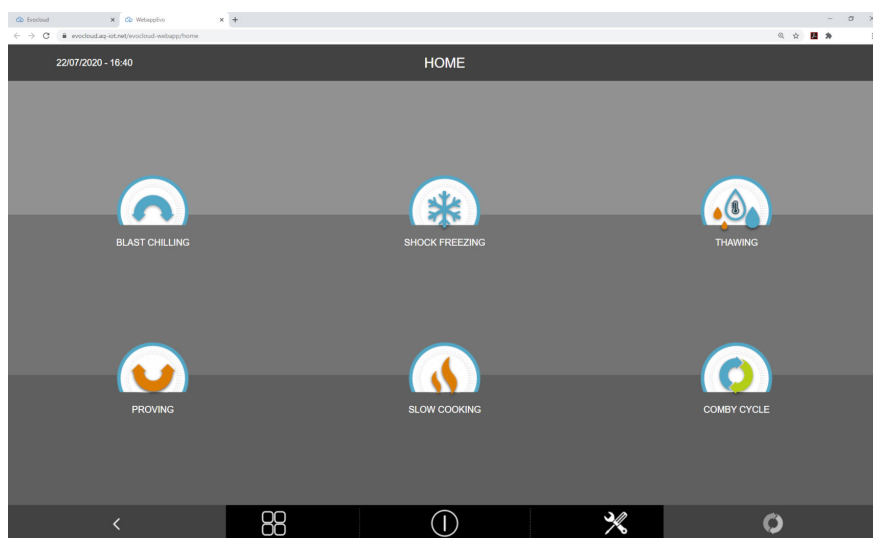 Evocloud
WebappEvo
evocloud.aq-iot.net/evocloud-webapp/home
22/07/2020 - 16:40
HOME
BLAST CHILLING
SHOCK FREEZING
THAWING
PROVING
SLOW COOKING
COMBY CYCLE